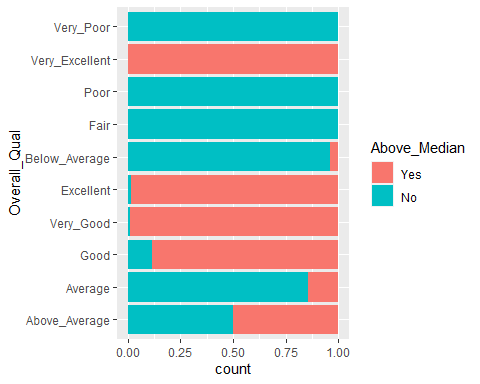 Overall_Qual
Very_Poor
Very_Excellent
Poor
Fair
Below_Average
Excellent
Very_Good
Good
Average
Above_Average
0.00 0.25 0.50 0.75 1.00
count
Above_Median
Yes
No